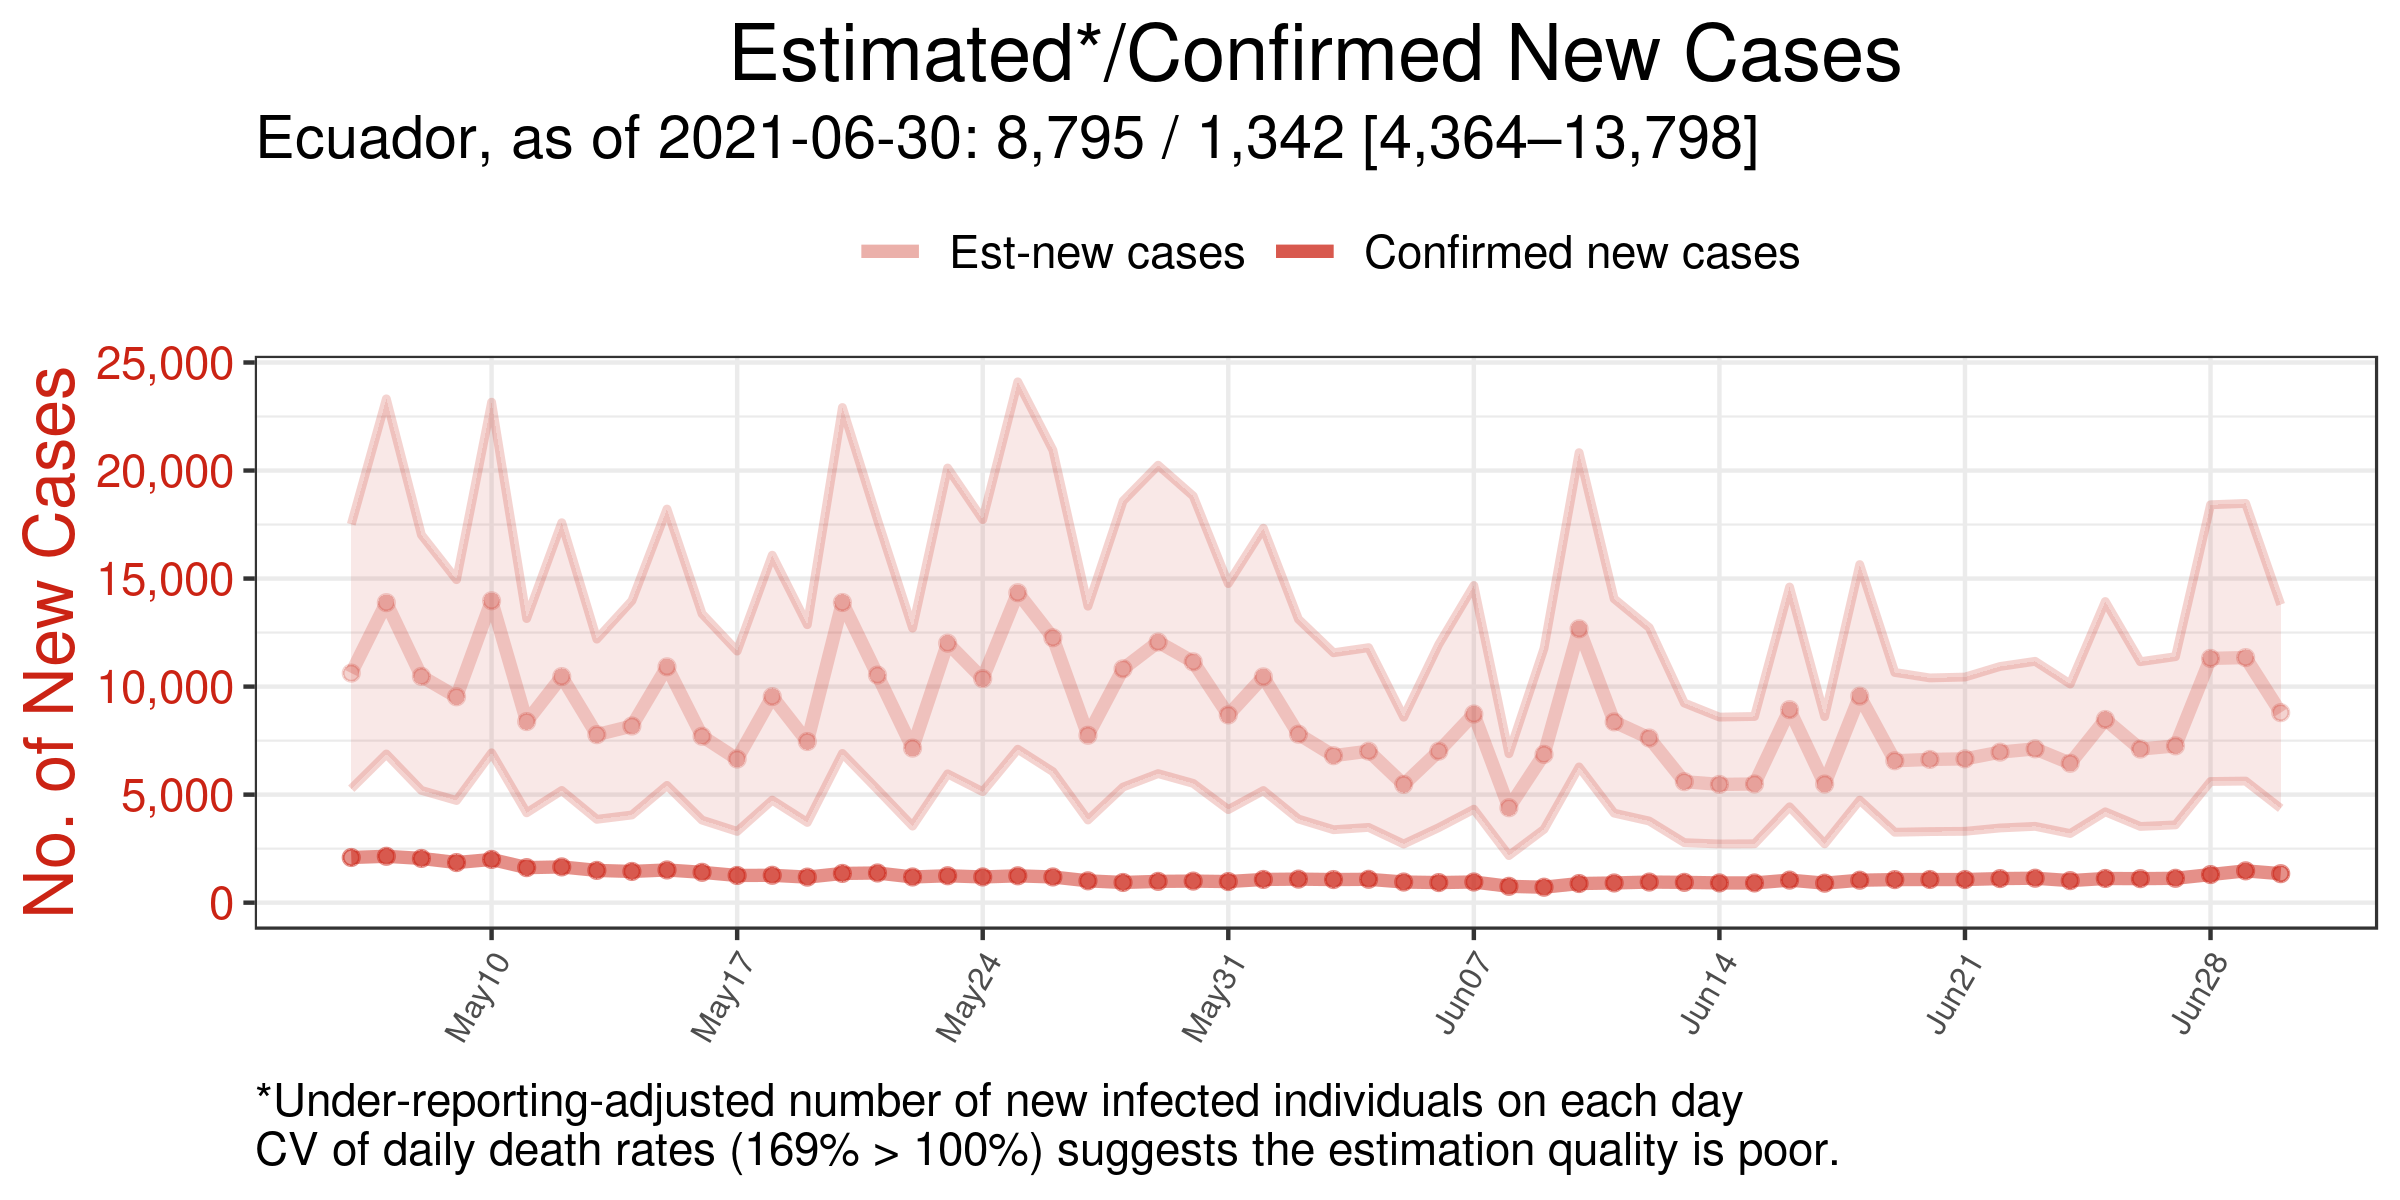 Estimated*/Confirmed New Cases
Ecuador, as of 2021-06-30: 8,795 / 1,342 [4,364–13,798]
Est-new cases Confirmed new cases
No. of New Cases
25,000
20,000
15,000
10,000
5,000
0
May10 May17 May24 May31 Jun07 Jun14 Jun21 Jun28
*Under-reporting-adjusted number of new infected individuals on each day
CV of daily death rates (169% > 100%) suggests the estimation quality is poor.